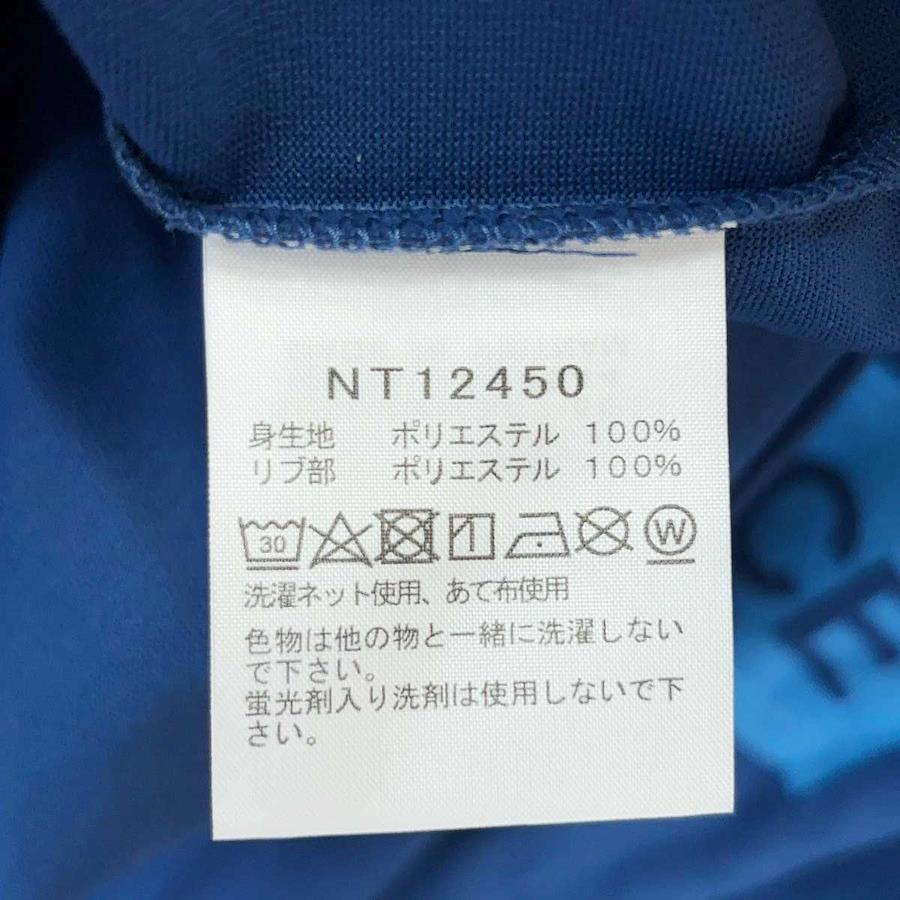 NT12450
身生地 ポリエステル 100%
リブ部 ポリエステル 100%
30 W
洗濯ネット使用、あて布使用
色物は他の物と一緒に洗濯しない
で下さい。
蛍光剤入り洗剤は使用しないで下
さい。
CE